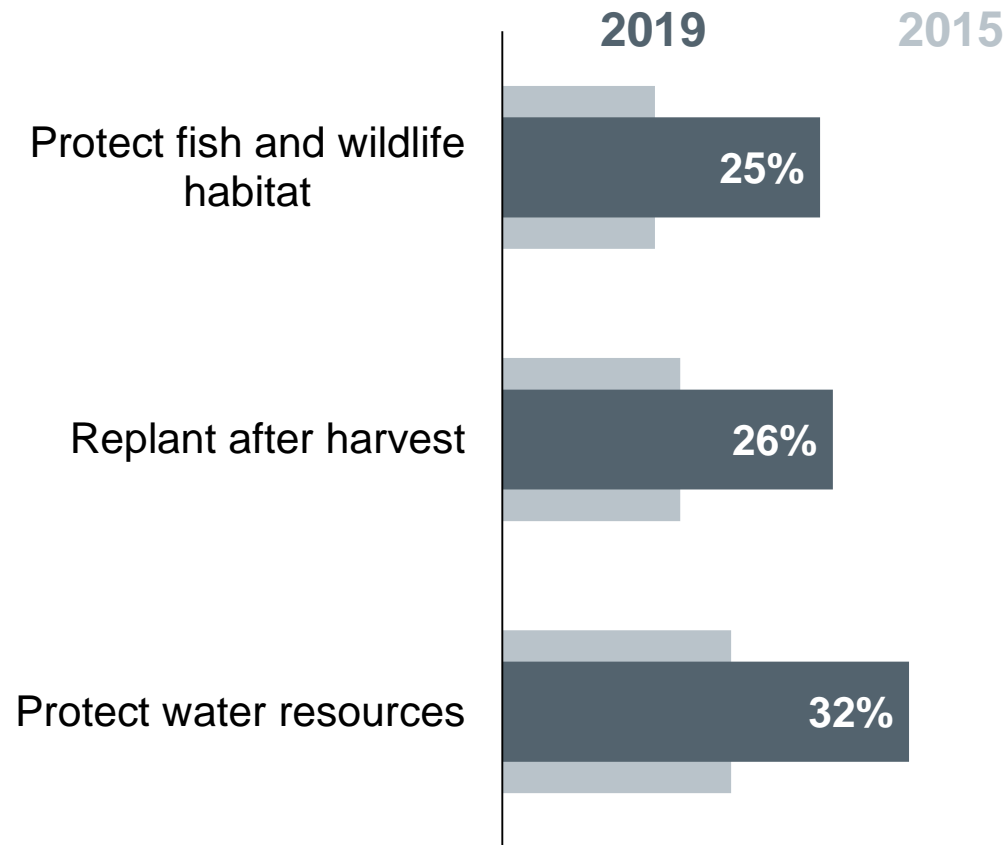 2019 2015
Protect fish and wildlife
habitat
25%
Replant after harvest
26%
Protect water resources
32%